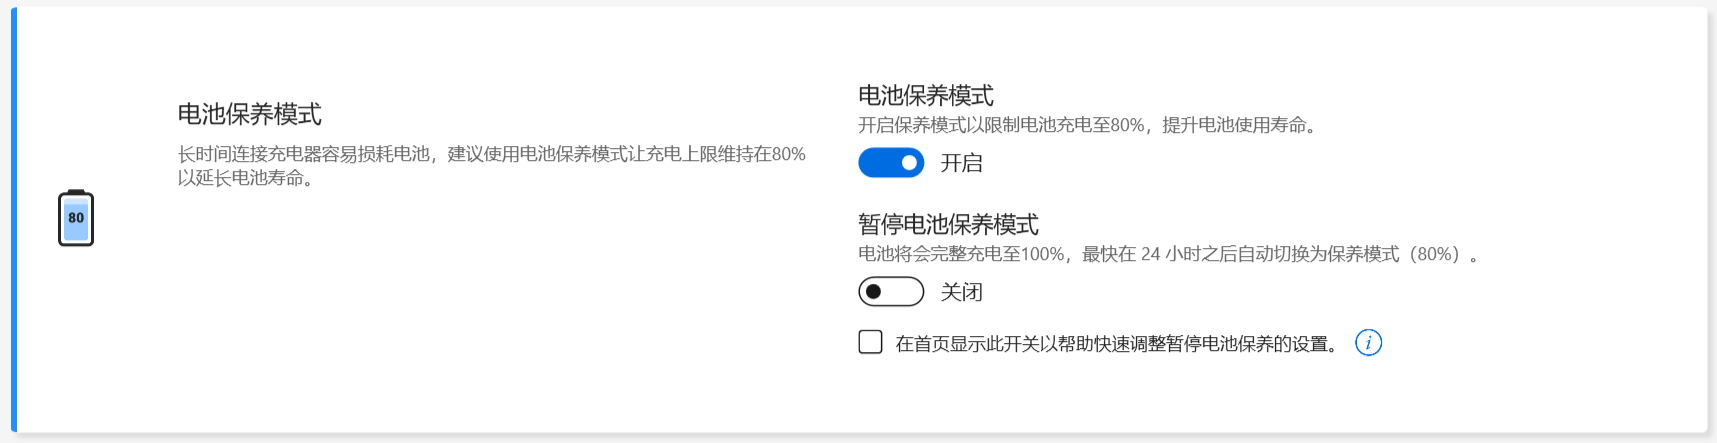 电池保养模式
长时间连接充电器容易损耗电池，建议使用电池保养模式让充电上限维持在80%
以延长电池寿命。
80
电池保养模式
开启保养模式以限制电池充电至80%，提升电池使用寿命。
开启
暂停电池保养模式
电池将会完整充电至100%，最快在 24 小时之后自动切换为保养模式（80%）。
关闭
在首页显示此开关以帮助快速调整暂停电池保养的设置。 i